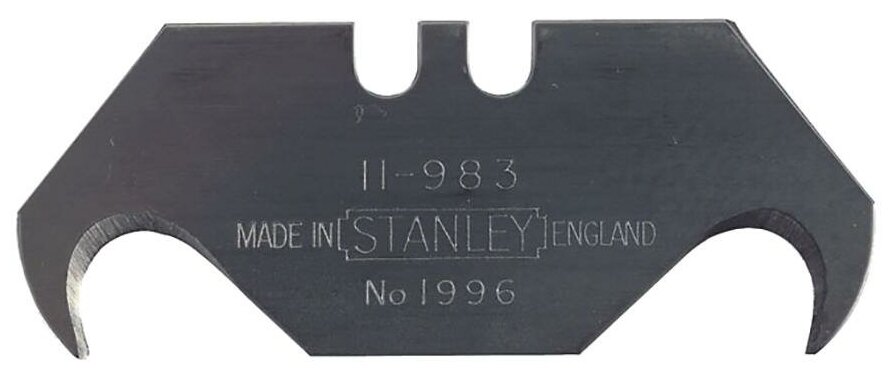 11-983
MADE IN STANLEY ENGLAND
No 1996